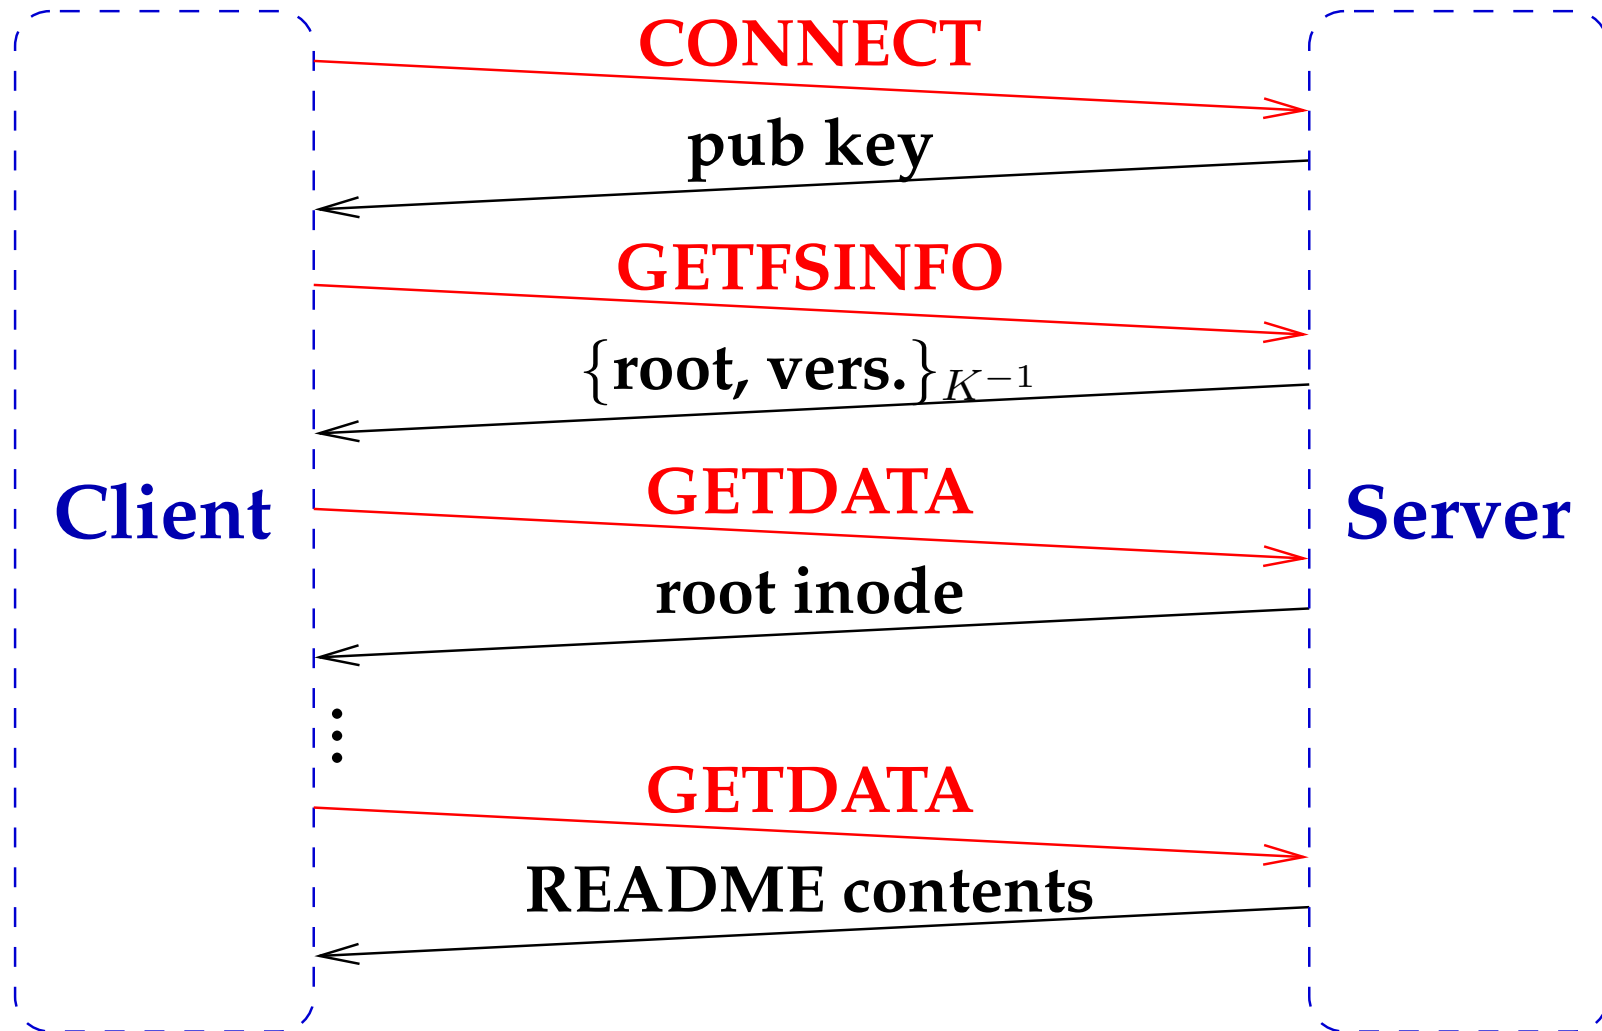 CONNECT
pub key
GETFSINFO
{root, vers.}K⁻¹
Client
GETDATA
Server
root inode
⋮
GETDATA
README contents